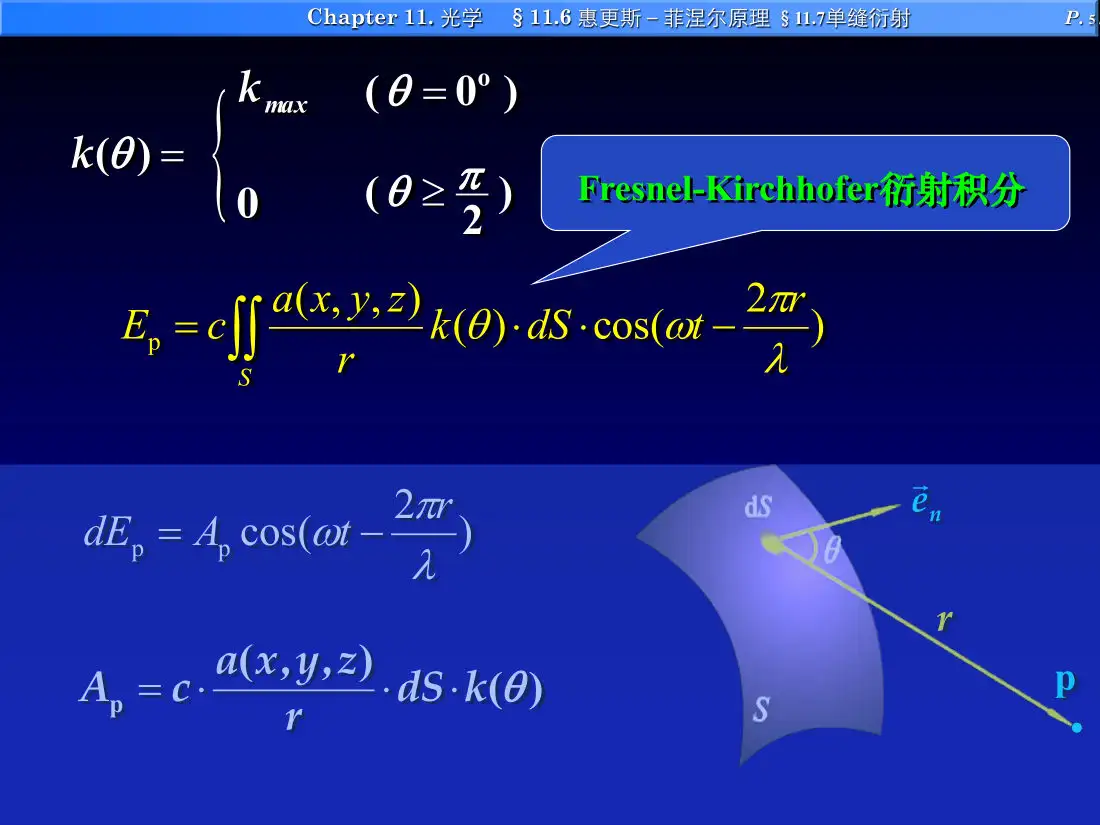 Chapter 11. 光学 §11.6 惠更斯 – 菲涅尔原理 §11.7单缝衍射 P. 5
k_max (θ = 0º)
k(θ) = {
0 (θ ≥ π/2)
Fresnel-Kirchhofer衍射积分
E_p = c∬_S a(x, y, z)/r k(θ)·dS·cos(ωt − 2πr/λ)
dE_p = A_p cos(ωt − 2πr/λ)
A_p = c · a(x,y,z)/r · dS · k(θ)
dS
e⃗_n
θ
r
p
S